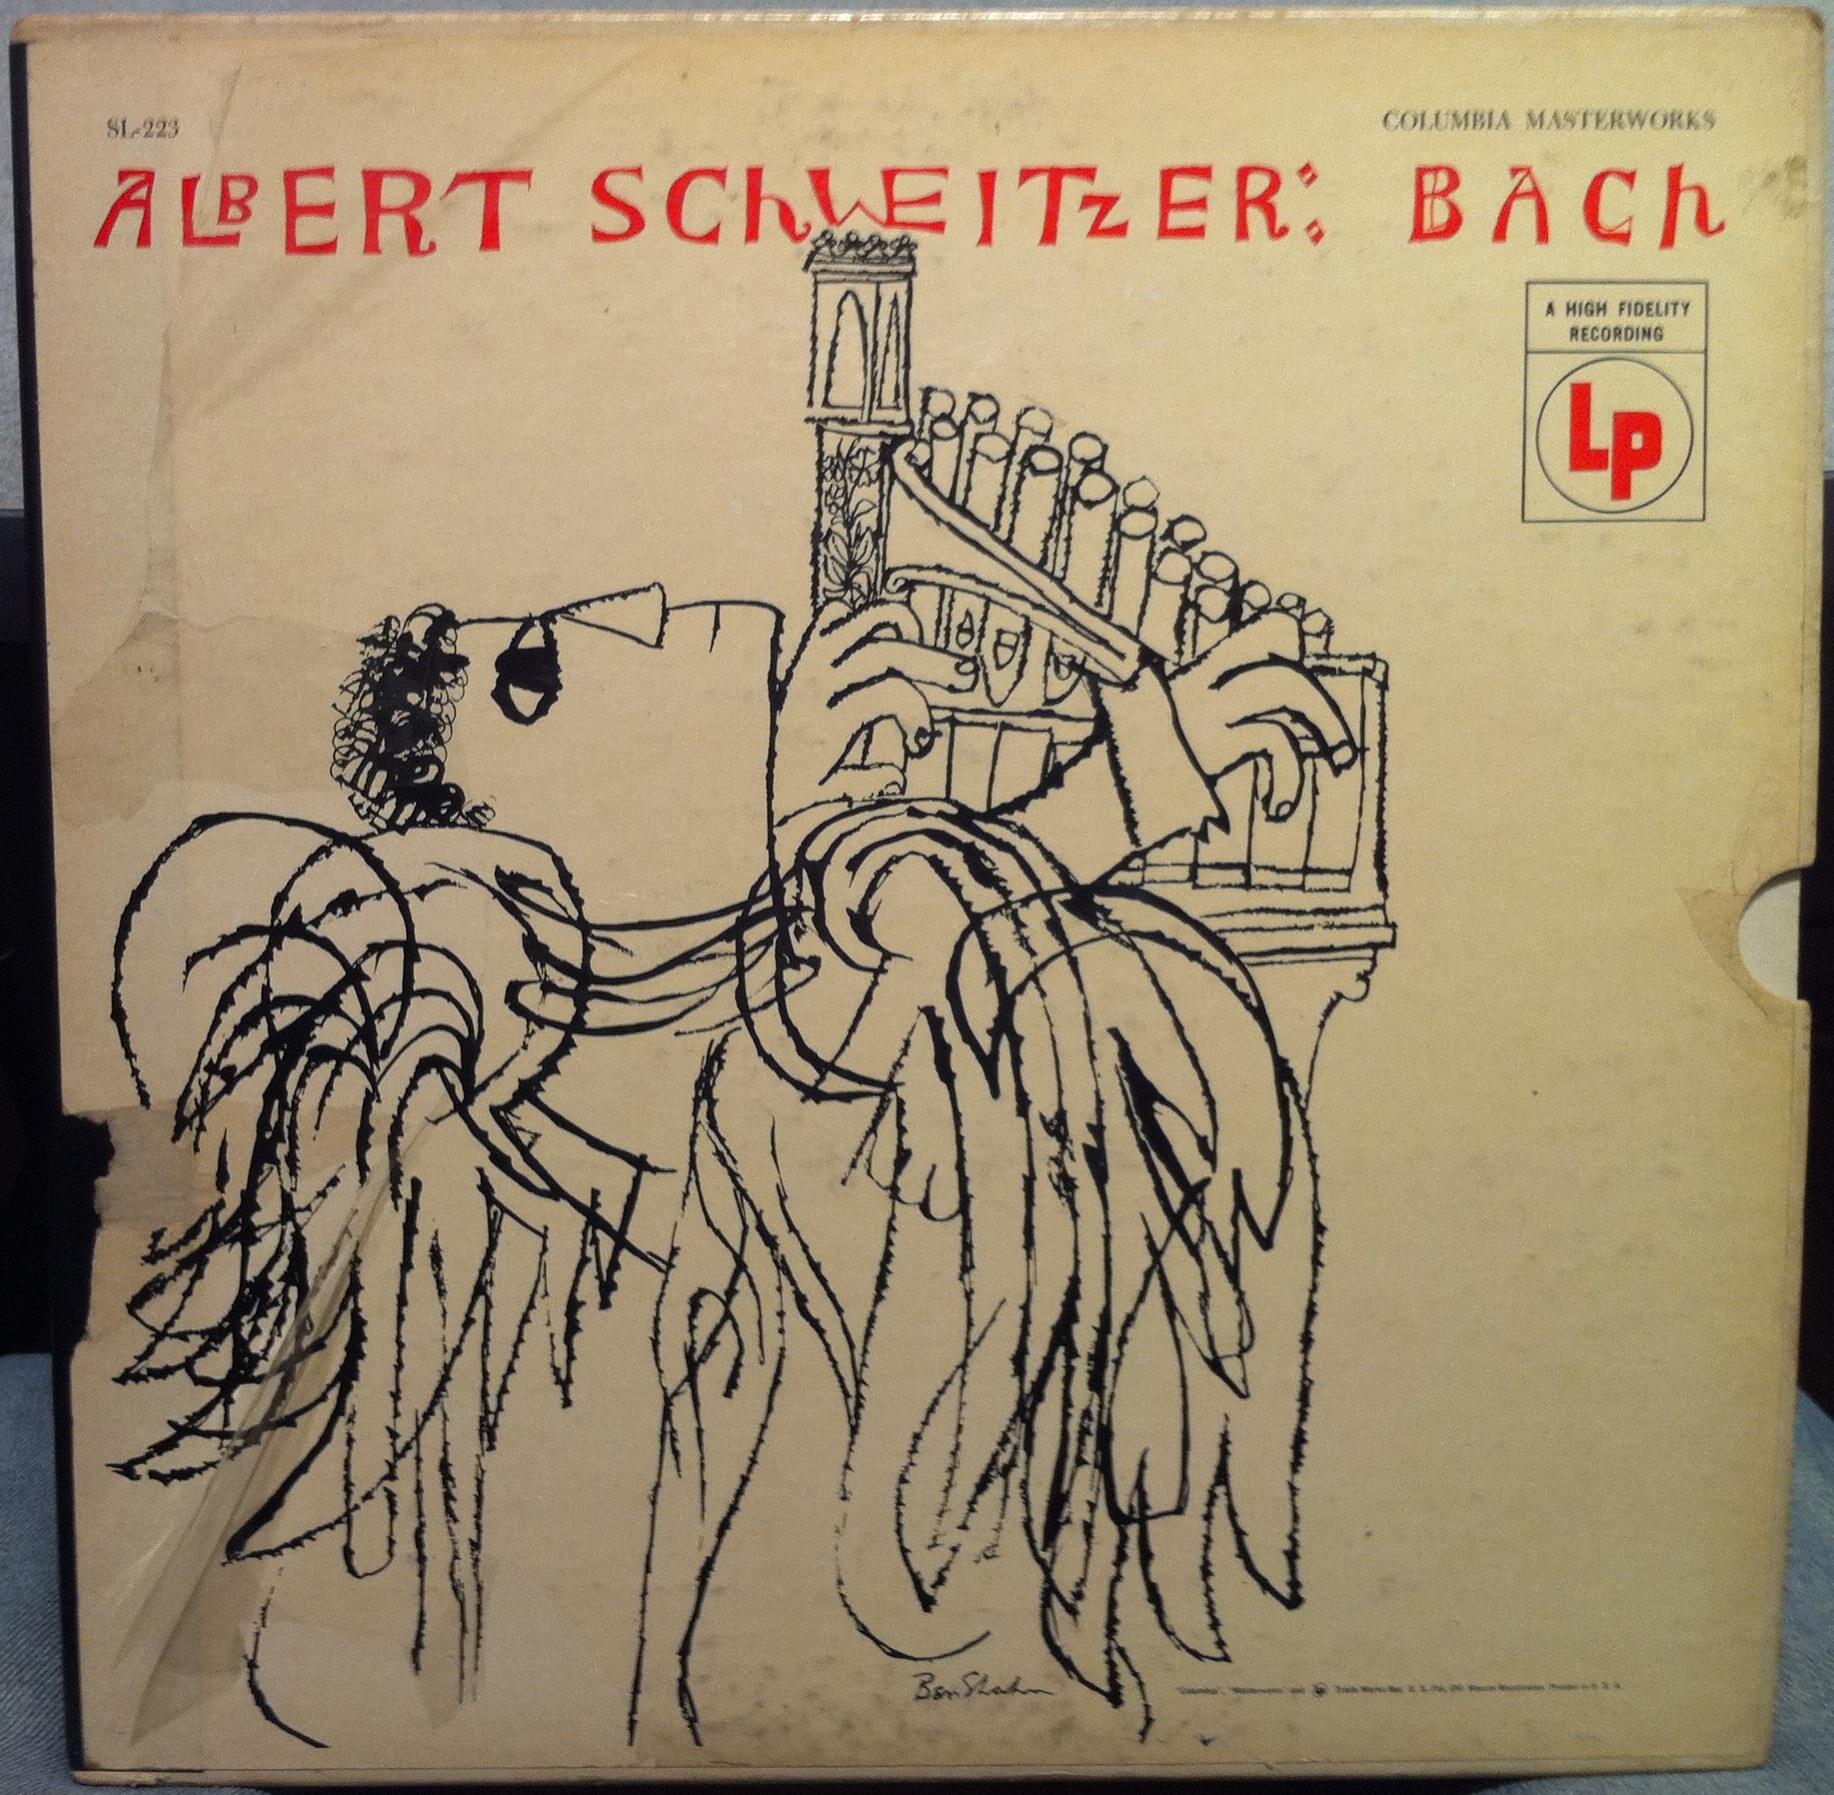 SL-223
COLUMBIA MASTERWORKS
ALBERT SCHWEITZER: BACh
A HIGH FIDELITY
RECORDING
LP
Ben Shahn